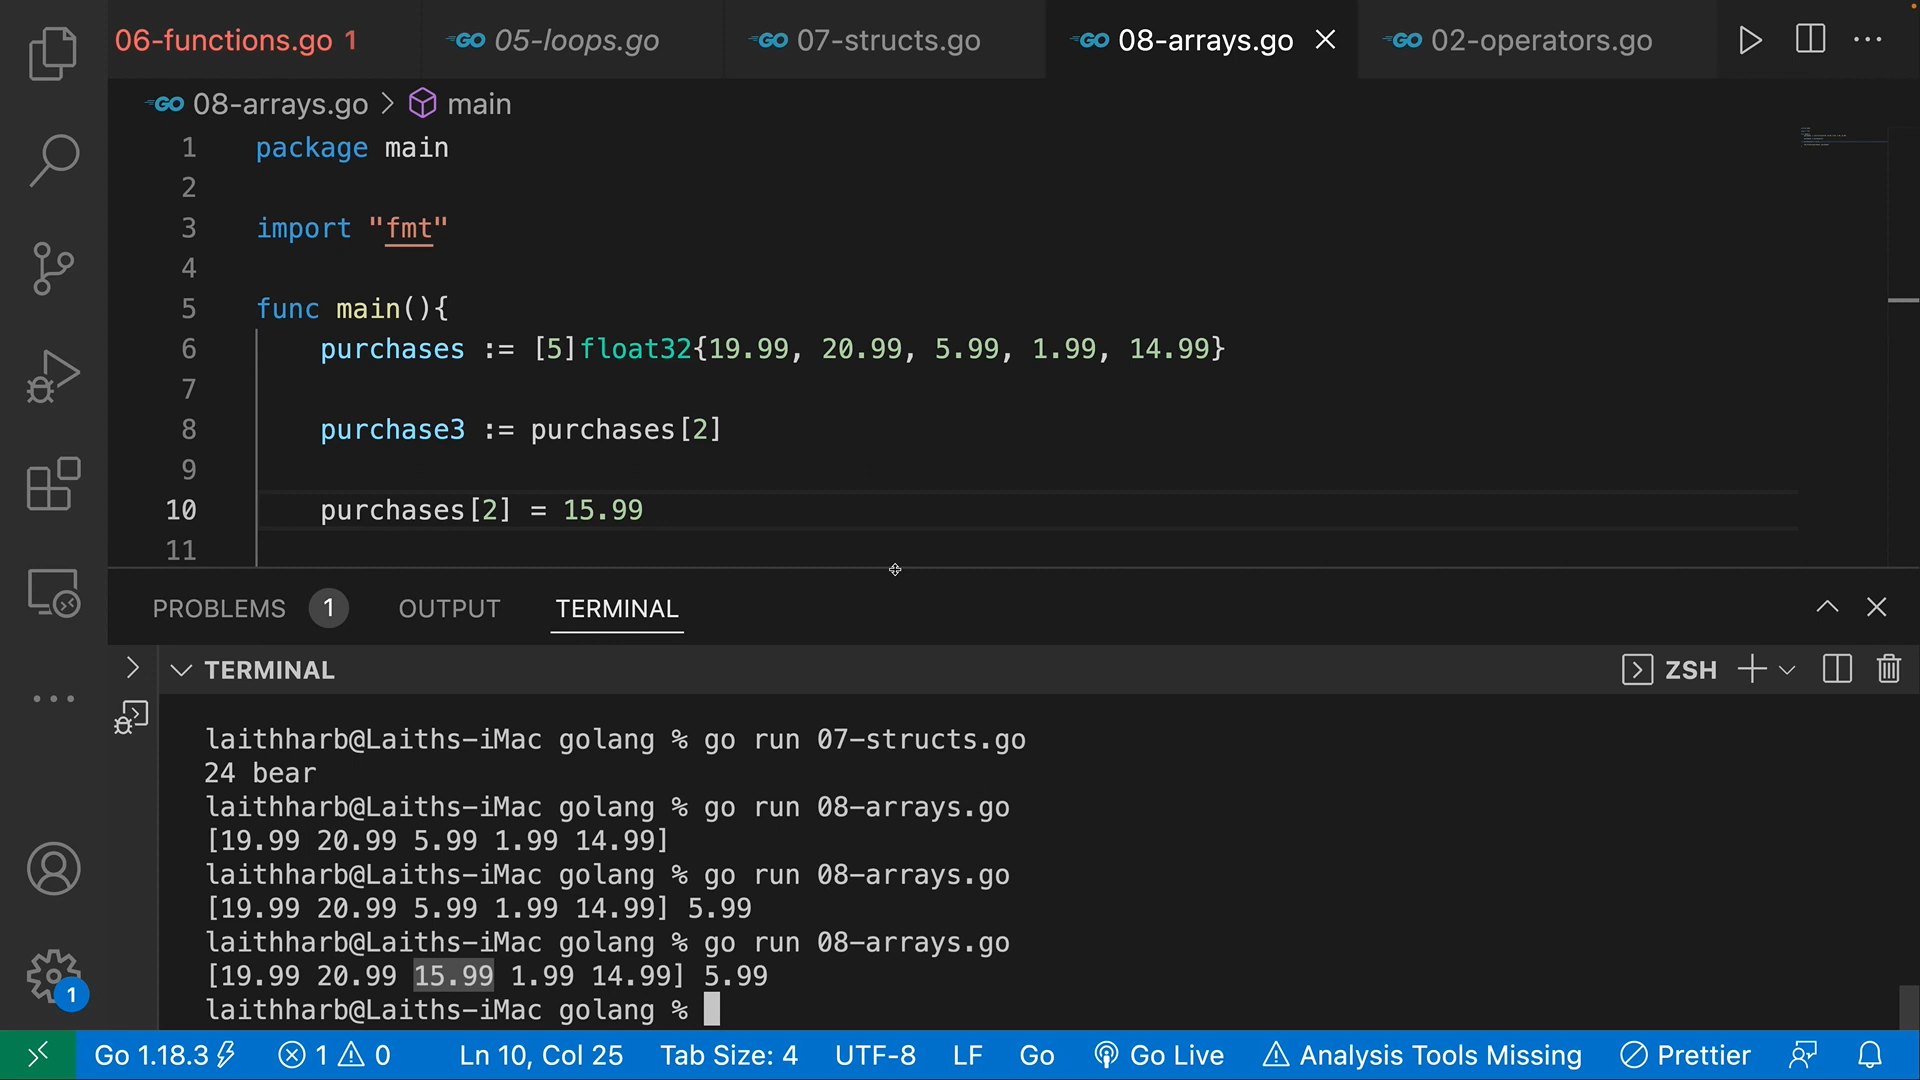 06-functions.go 1
GO 05-loops.go
GO 07-structs.go
GO 08-arrays.go
GO 02-operators.go
GO 08-arrays.go > main
1 package main
2
3 import "fmt"
4
5 func main(){
6 purchases := [5]float32{19.99, 20.99, 5.99, 1.99, 14.99}
7
8 purchase3 := purchases[2]
9
10 purchases[2] = 15.99
11
PROBLEMS 1 OUTPUT TERMINAL
TERMINAL
ZSH
laithharb@Laiths-iMac golang % go run 07-structs.go
24 bear
laithharb@Laiths-iMac golang % go run 08-arrays.go
[19.99 20.99 5.99 1.99 14.99]
laithharb@Laiths-iMac golang % go run 08-arrays.go
[19.99 20.99 5.99 1.99 14.99] 5.99
laithharb@Laiths-iMac golang % go run 08-arrays.go
[19.99 20.99 15.99 1.99 14.99] 5.99
laithharb@Laiths-iMac golang %
1
Go 1.18.3 1 0 Ln 10, Col 25 Tab Size: 4 UTF-8 LF Go Go Live Analysis Tools Missing Prettier